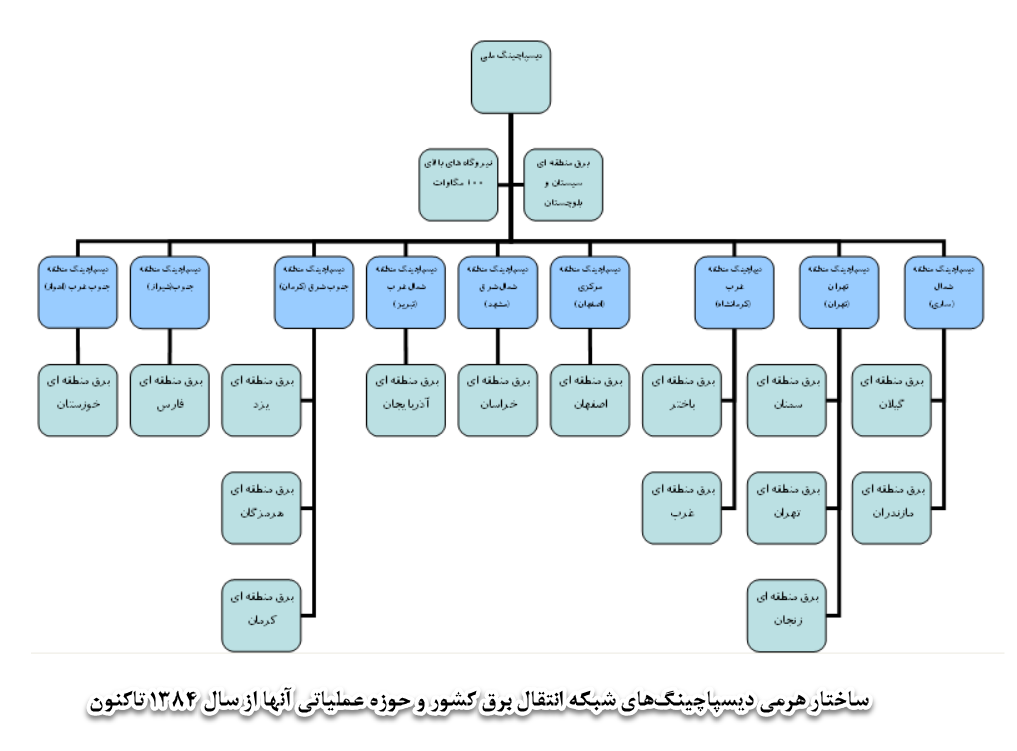 دیسپاچینگ ملی
نیروگاه های بالای
۱۰۰ مگاوات
برق منطقه ای
سیستان و
بلوچستان
دیسپاچینگ منطقه
جنوب غرب (اهواز)
دیسپاچینگ منطقه
جنوب(شیراز)
دیسپاچینگ منطقه
جنوب شرق (کرمان)
دیسپاچینگ منطقه
شمال غرب
(تبریز)
دیسپاچینگ منطقه
شمال شرق
(مشهد)
دیسپاچینگ منطقه
مرکزی
(اصفهان)
دیسپاچینگ منطقه
غرب
(کرمانشاه)
دیسپاچینگ منطقه
تهران
(تهران)
دیسپاچینگ منطقه
شمال
(ساری)
برق منطقه ای
خوزستان
برق منطقه ای
فارس
برق منطقه ای
یزد
برق منطقه ای
آذربایجان
برق منطقه ای
خراسان
برق منطقه ای
اصفهان
برق منطقه ای
باختر
برق منطقه ای
سمنان
برق منطقه ای
گیلان
برق منطقه ای
هرمزگان
برق منطقه ای
غرب
برق منطقه ای
تهران
برق منطقه ای
مازندران
برق منطقه ای
کرمان
برق منطقه ای
زنجان
ساختار هرمی دیسپاچینگ‌های شبکه انتقال برق کشور و حوزه عملیاتی آنها از سال ۱۳۸۴ تاکنون